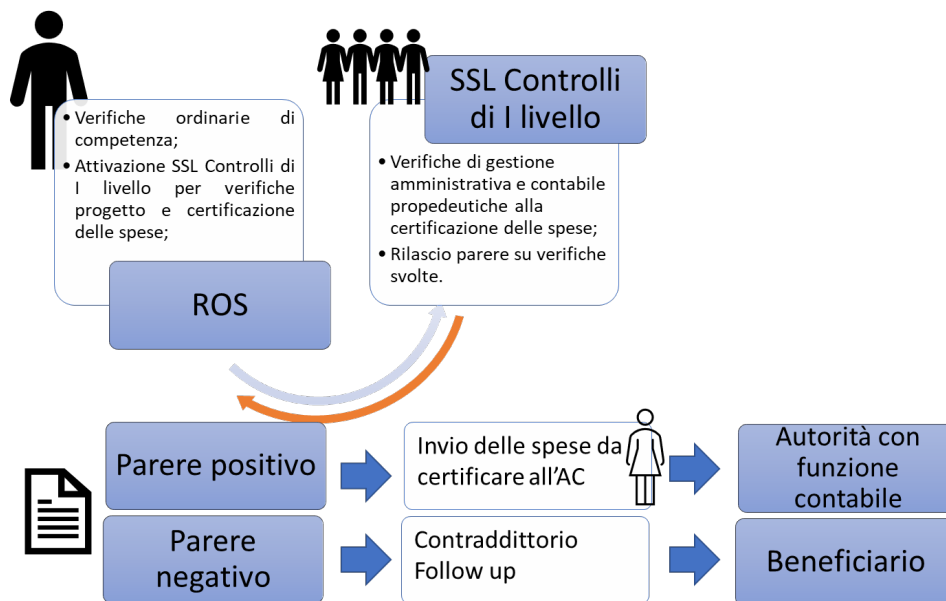 • Verifiche ordinarie di
competenza;
• Attivazione SSL Controlli di
I livello per verifiche
progetto e certificazione
delle spese;
ROS
SSL Controlli
di I livello
• Verifiche di gestione
amministrativa e contabile
propedeutiche alla
certificazione delle spese;
• Rilascio parere su verifiche
svolte.
Parere positivo
Invio delle spese da
certificare all’AC
Autorità con
funzione
contabile
Parere
negativo
Contraddittorio
Follow up
Beneficiario